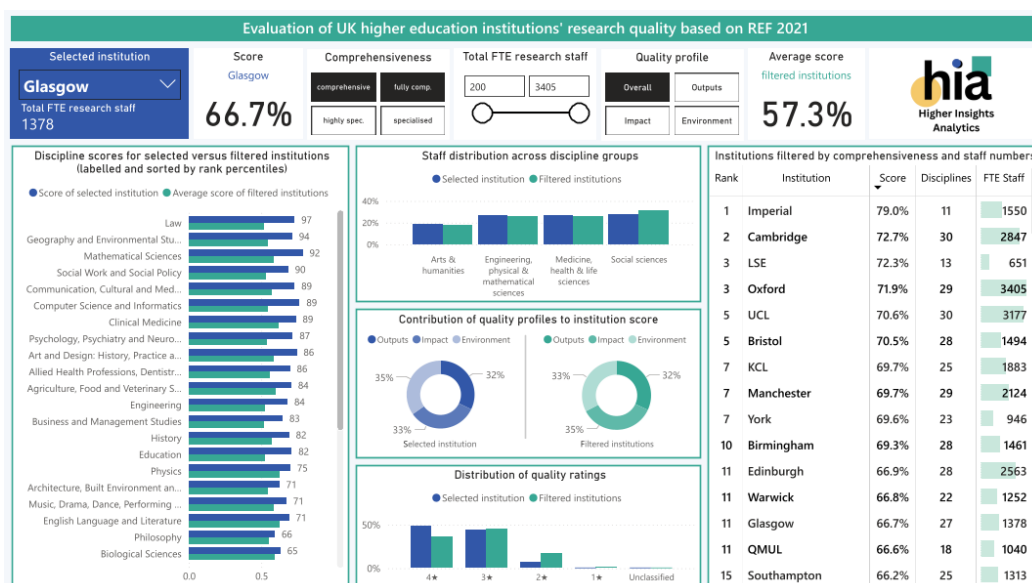 Evaluation of UK higher education institutions' research quality based on REF 2021
Selected institution
Glasgow
Total FTE research staff
1378
Score
Glasgow
66.7%
Comprehensiveness
comprehensive
fully comp.
highly spec.
specialised
Total FTE research staff
200
3405
Quality profile
Overall
Outputs
Impact
Environment
Average score
filtered institutions
57.3%
hia
Higher Insights
Analytics
Discipline scores for selected versus filtered institutions
(labelled and sorted by rank percentiles)
Score of selected institution Average score of filtered institutions
Law 97
Geography and Environmental Stu... 94
Mathematical Sciences 92
Social Work and Social Policy 90
Communication, Cultural and Med... 89
Computer Science and Informatics 89
Clinical Medicine 89
Psychology, Psychiatry and Neuro... 87
Art and Design: History, Practice a... 86
Allied Health Professions, Dentistr... 86
Agriculture, Food and Veterinary S... 84
Engineering 84
Business and Management Studies 83
History 82
Education 82
Physics 75
Architecture, Built Environment an... 71
Music, Drama, Dance, Performing ... 71
English Language and Literature 71
Philosophy 66
Biological Sciences 65
0.0 0.5
Staff distribution across discipline groups
Selected institution Filtered institutions
40%
20%
0%
Arts &
humanities
Engineering,
physical &
mathematical
sciences
Medicine,
health & life
sciences
Social sciences
Contribution of quality profiles to institution score
Outputs Impact Environment
Outputs Impact Environment
35% 32%
33%
Selected institution
33% 32%
35%
Filtered institutions
Distribution of quality ratings
Selected institution Filtered institutions
50%
0%
4★ 3★ 2★ 1★ Unclassified
Institutions filtered by comprehensiveness and staff numbers
Rank Institution Score Disciplines FTE Staff
1 Imperial 79.0% 11 1550
2 Cambridge 72.7% 30 2847
3 LSE 72.3% 13 651
3 Oxford 71.9% 29 3405
5 UCL 70.6% 30 3177
5 Bristol 70.5% 28 1494
7 KCL 69.7% 25 1883
7 Manchester 69.7% 29 2124
7 York 69.6% 23 946
10 Birmingham 69.3% 28 1461
11 Edinburgh 66.9% 28 2563
11 Warwick 66.8% 22 1252
11 Glasgow 66.7% 27 1378
11 QMUL 66.6% 18 1040
15 Southampton 66.2% 25 1313